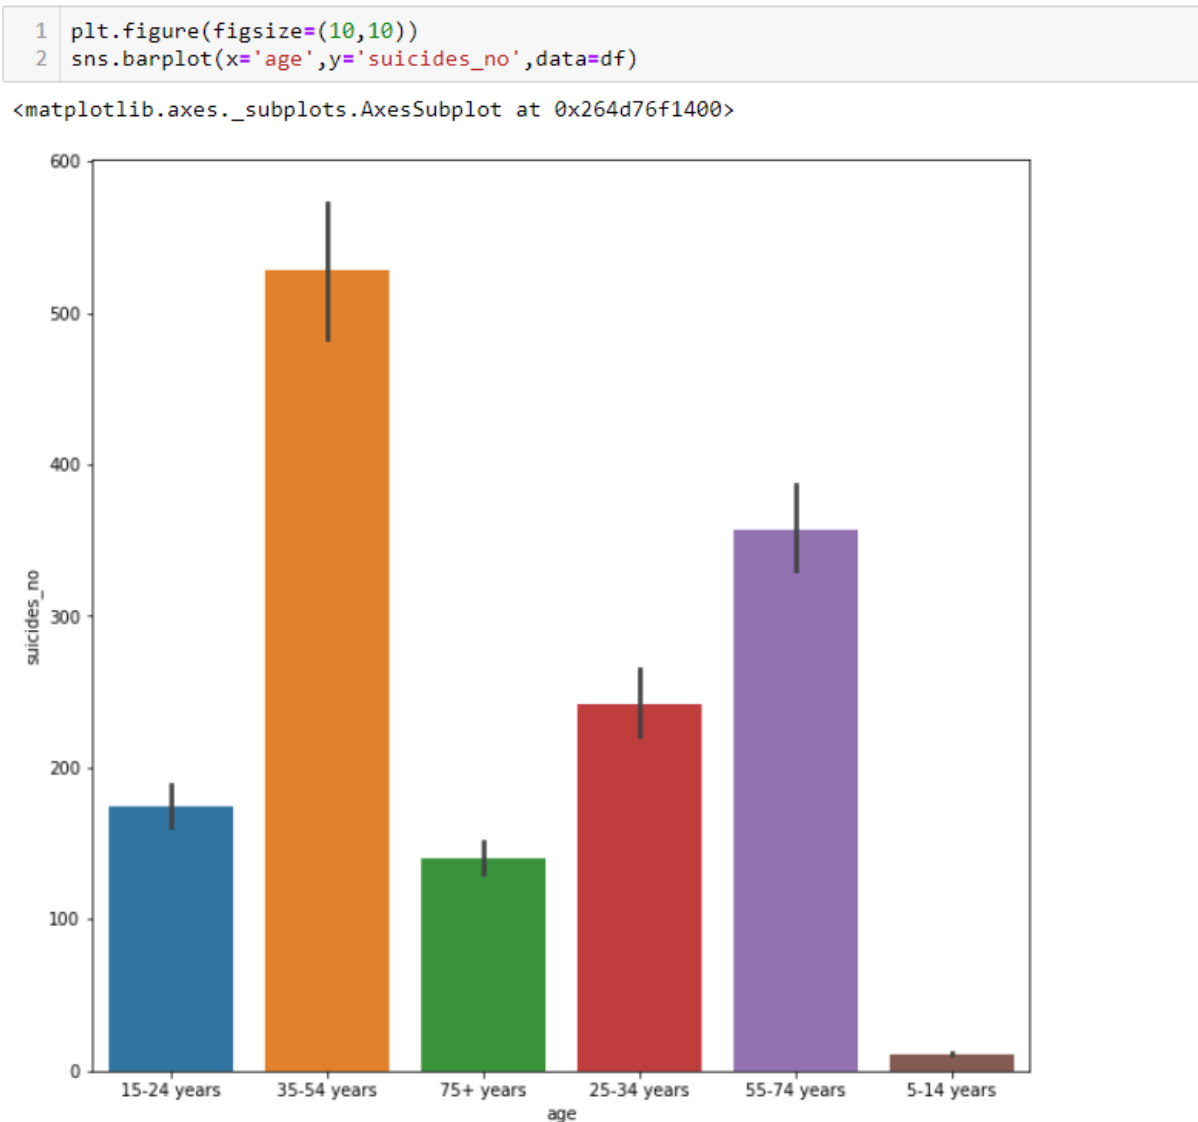 1 plt.figure(figsize=(10,10))
2 sns.barplot(x='age',y='suicides_no',data=df)
<matplotlib.axes._subplots.AxesSubplot at 0x264d76f1400>
600
500
400
300
200
100
0
suicides_no
15-24 years 35-54 years 75+ years 25-34 years 55-74 years 5-14 years
age